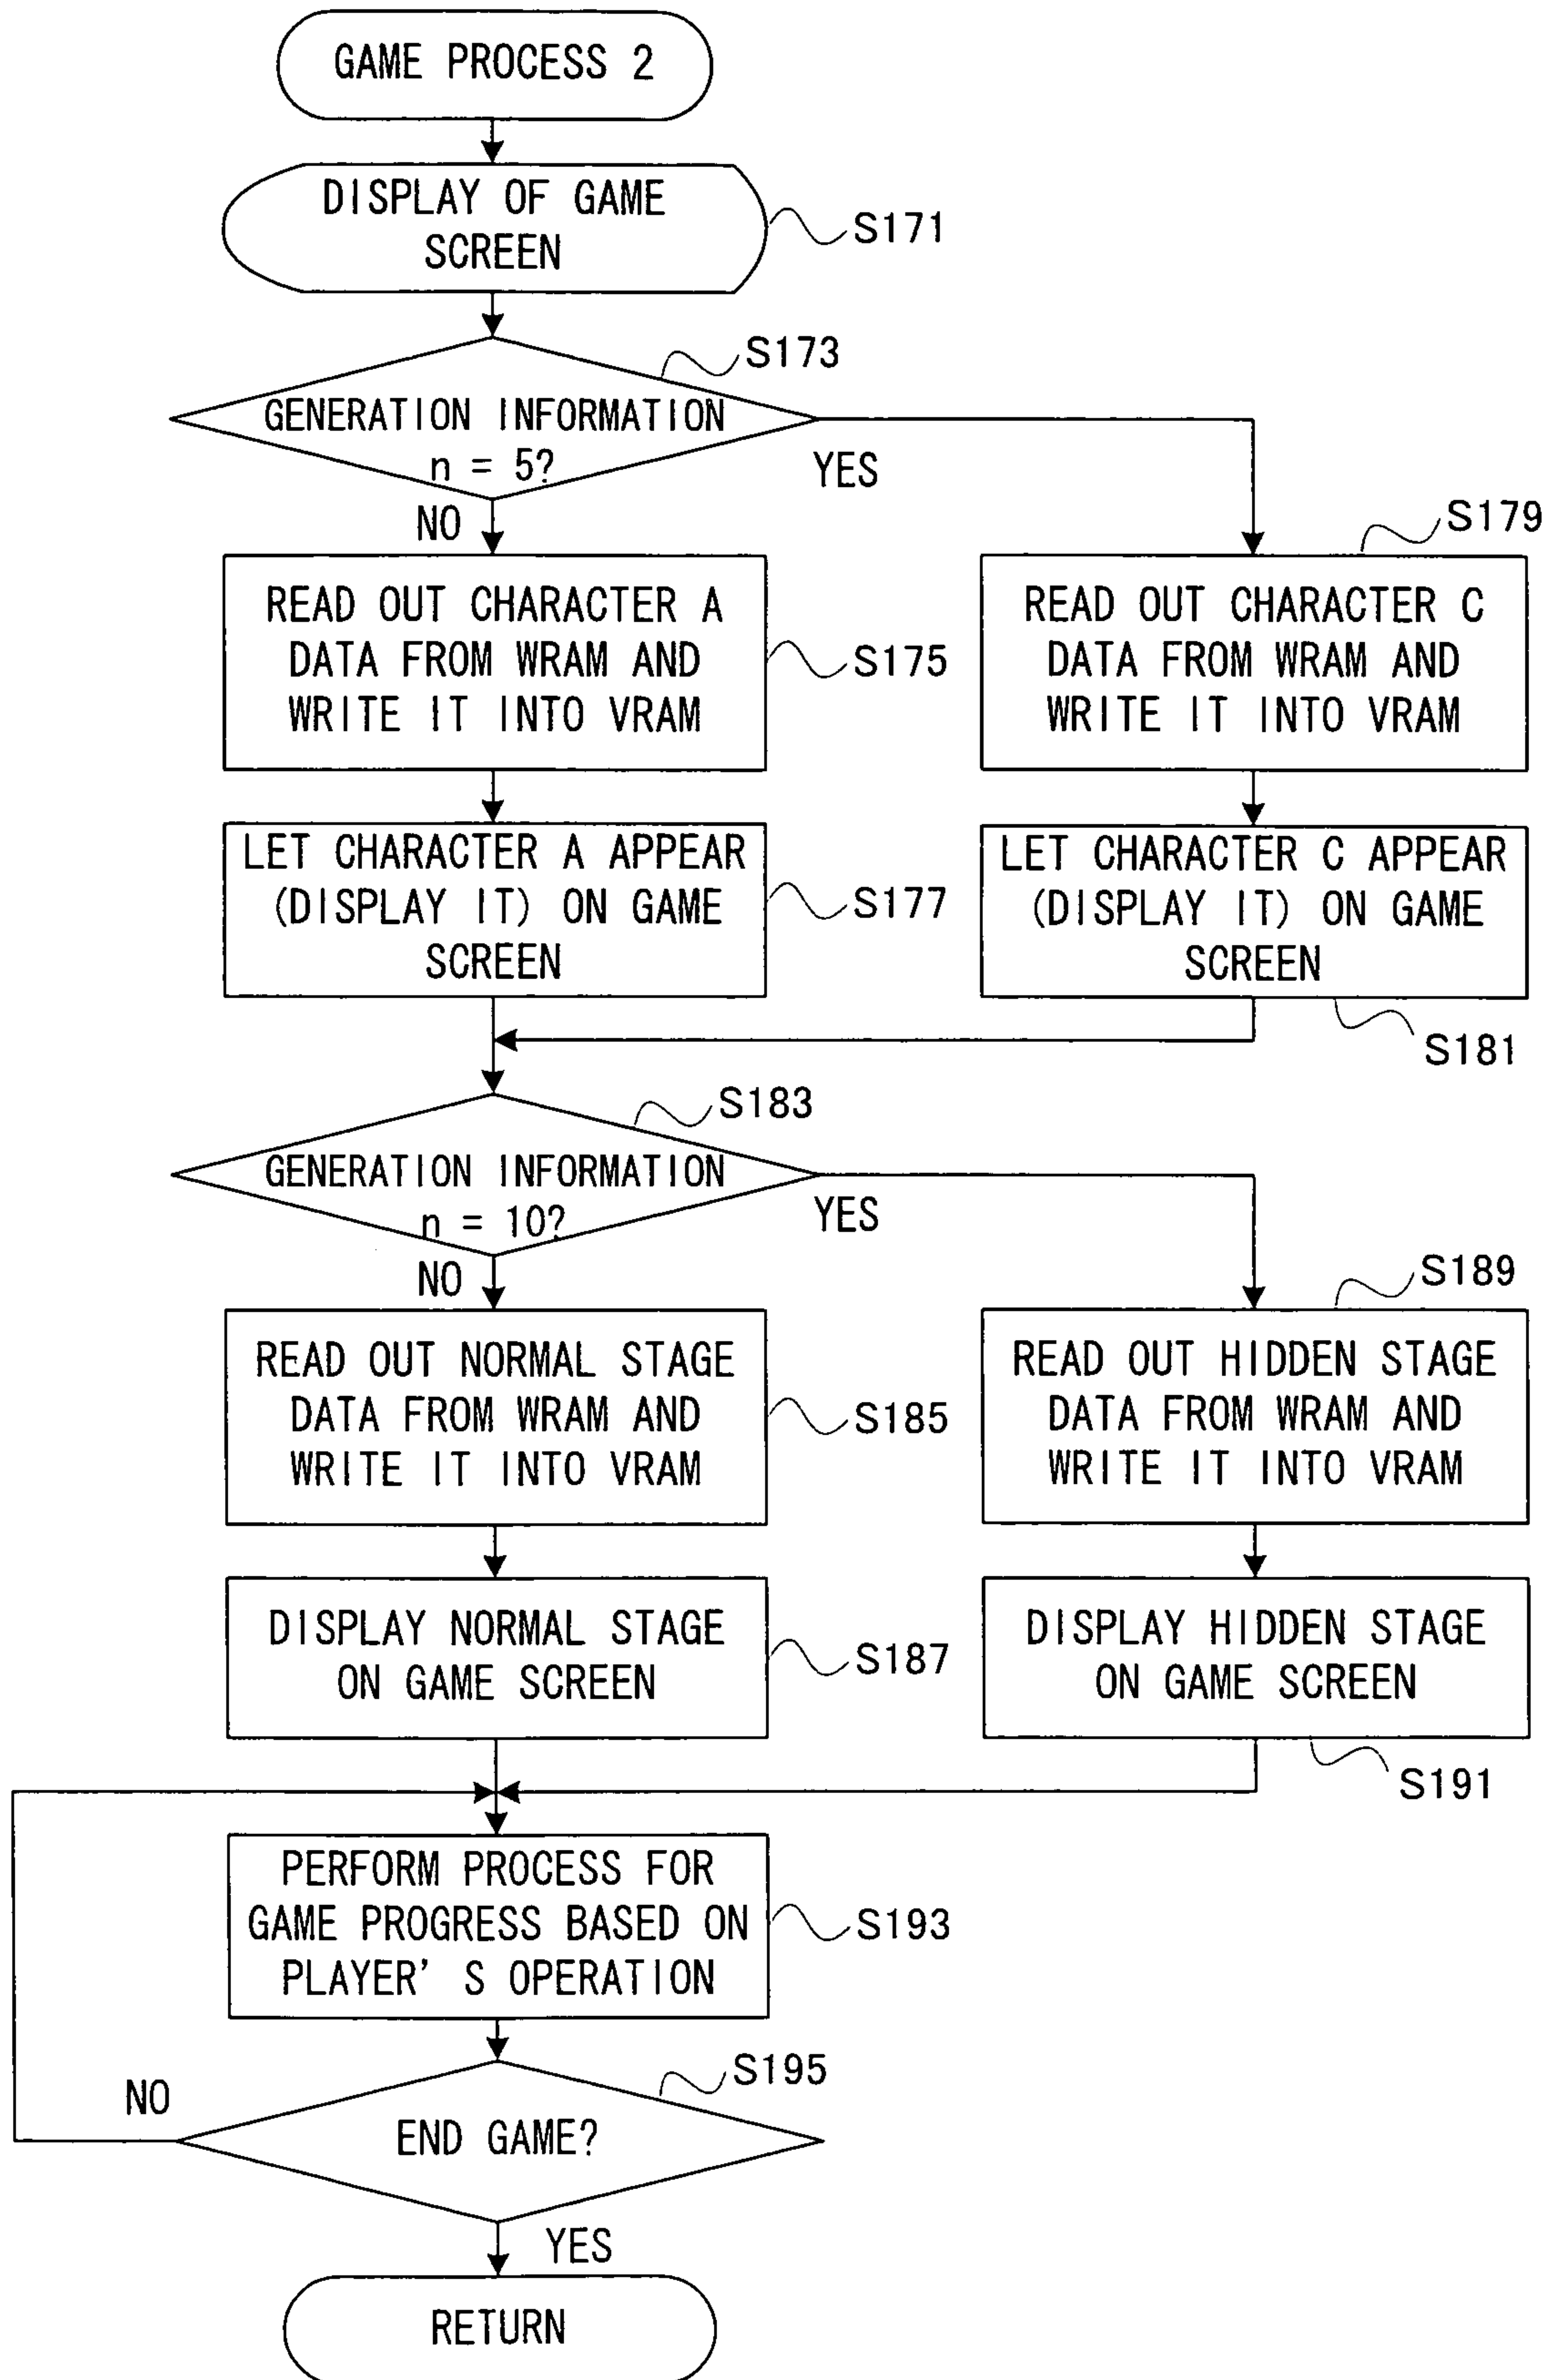 GAME PROCESS 2
DISPLAY OF GAME
SCREEN
S171
S173
GENERATION INFORMATION
n = 5?
YES
NO
S179
READ OUT CHARACTER A
DATA FROM WRAM AND
WRITE IT INTO VRAM
S175
READ OUT CHARACTER C
DATA FROM WRAM AND
WRITE IT INTO VRAM
LET CHARACTER A APPEAR
(DISPLAY IT) ON GAME
SCREEN
S177
LET CHARACTER C APPEAR
(DISPLAY IT) ON GAME
SCREEN
S181
S183
GENERATION INFORMATION
n = 10?
YES
NO
S189
READ OUT NORMAL STAGE
DATA FROM WRAM AND
WRITE IT INTO VRAM
S185
READ OUT HIDDEN STAGE
DATA FROM WRAM AND
WRITE IT INTO VRAM
DISPLAY NORMAL STAGE
ON GAME SCREEN
S187
DISPLAY HIDDEN STAGE
ON GAME SCREEN
S191
PERFORM PROCESS FOR
GAME PROGRESS BASED ON
PLAYER' S OPERATION
S193
S195
NO
END GAME?
YES
RETURN